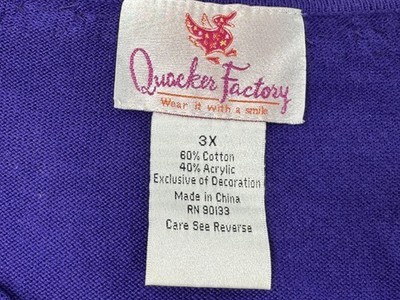 Quacker Factory
Wear it with a smile
3X
60% Cotton
40% Acrylic
Exclusive of Decoration
Made in China
RN 90133
Care See Reverse